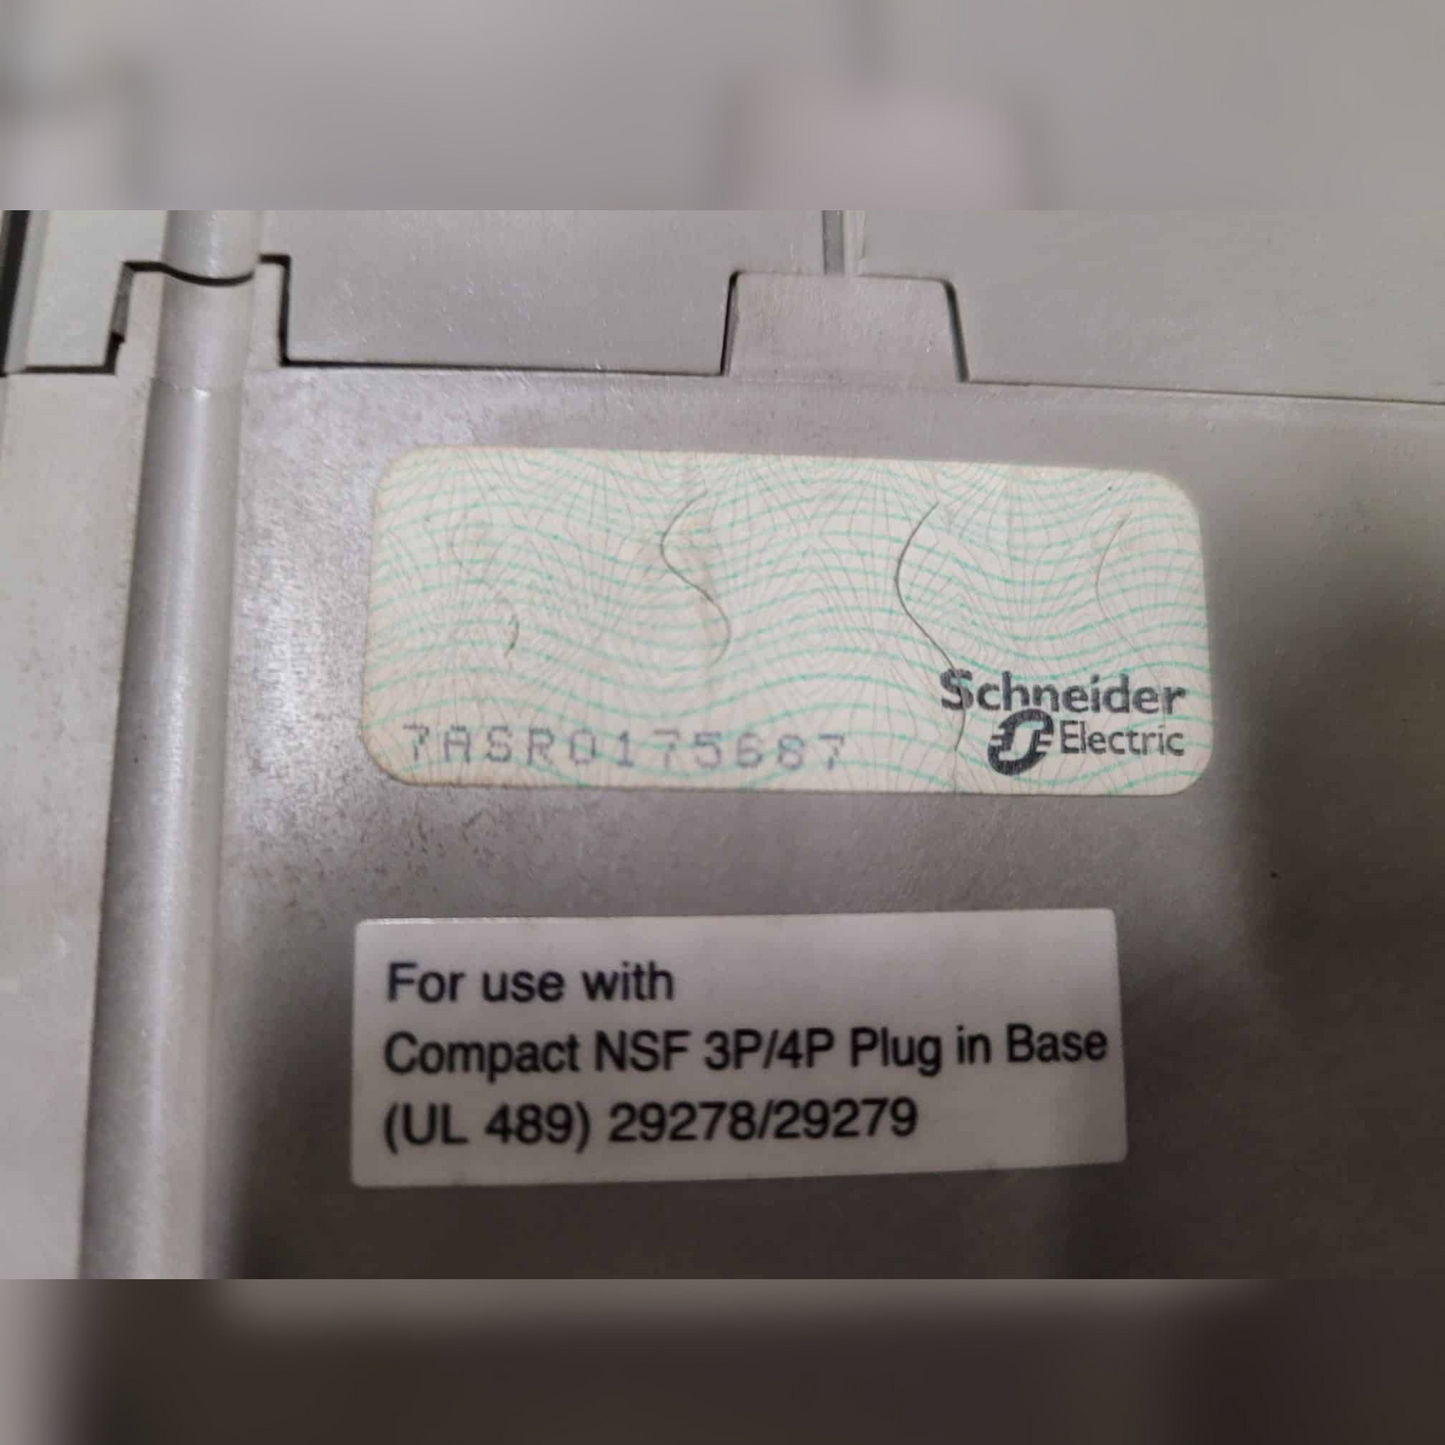 Schneider
Electric
7ASR0175687
For use with
Compact NSF 3P/4P Plug in Base
(UL 489) 29278/29279